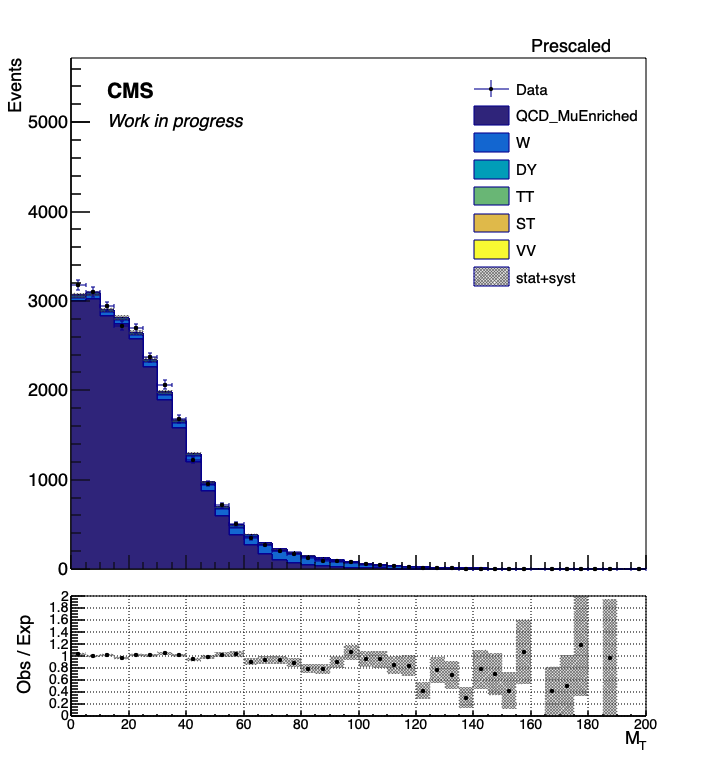 Prescaled
Events
CMS
Work in progress
Data
QCD_MuEnriched
W
DY
TT
ST
VV
stat+syst
5000
4000
3000
2000
1000
0
Obs / Exp
2
1.8
1.6
1.4
1.2
1
0.8
0.6
0.4
0.2
0
0 20 40 60 80 100 120 140 160 180 200
M_T